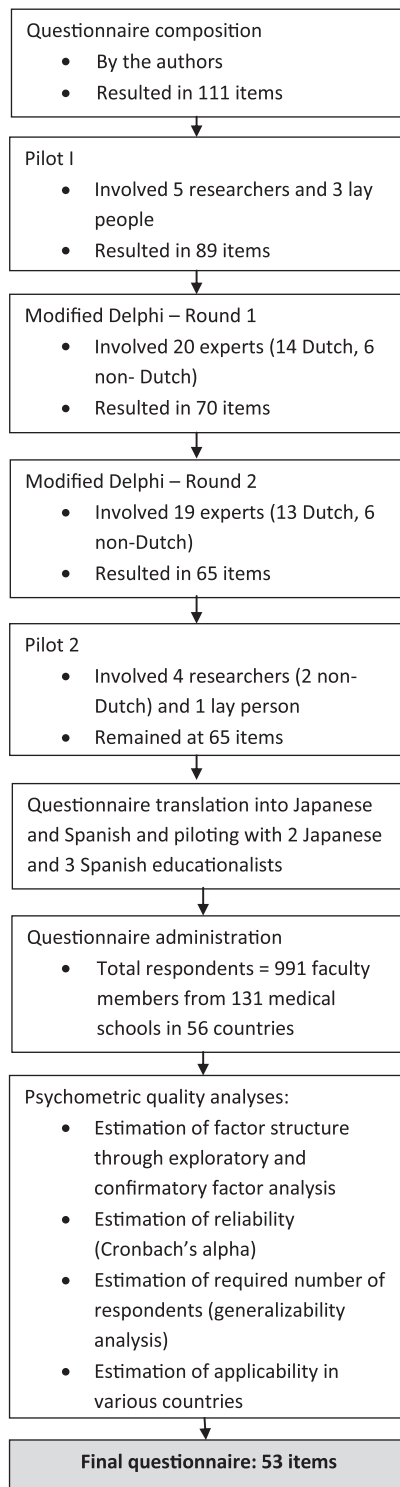 Questionnaire composition
• By the authors
• Resulted in 111 items
Pilot I
• Involved 5 researchers and 3 lay
people
• Resulted in 89 items
Modified Delphi – Round 1
• Involved 20 experts (14 Dutch, 6
non- Dutch)
• Resulted in 70 items
Modified Delphi – Round 2
• Involved 19 experts (13 Dutch, 6
non-Dutch)
• Resulted in 65 items
Pilot 2
• Involved 4 researchers (2 non-
Dutch) and 1 lay person
• Remained at 65 items
Questionnaire translation into Japanese
and Spanish and piloting with 2 Japanese
and 3 Spanish educationalists
Questionnaire administration
• Total respondents = 991 faculty
members from 131 medical
schools in 56 countries
Psychometric quality analyses:
• Estimation of factor structure
through exploratory and
confirmatory factor analysis
• Estimation of reliability
(Cronbach's alpha)
• Estimation of required number of
respondents (generalizability
analysis)
• Estimation of applicability in
various countries
Final questionnaire: 53 items